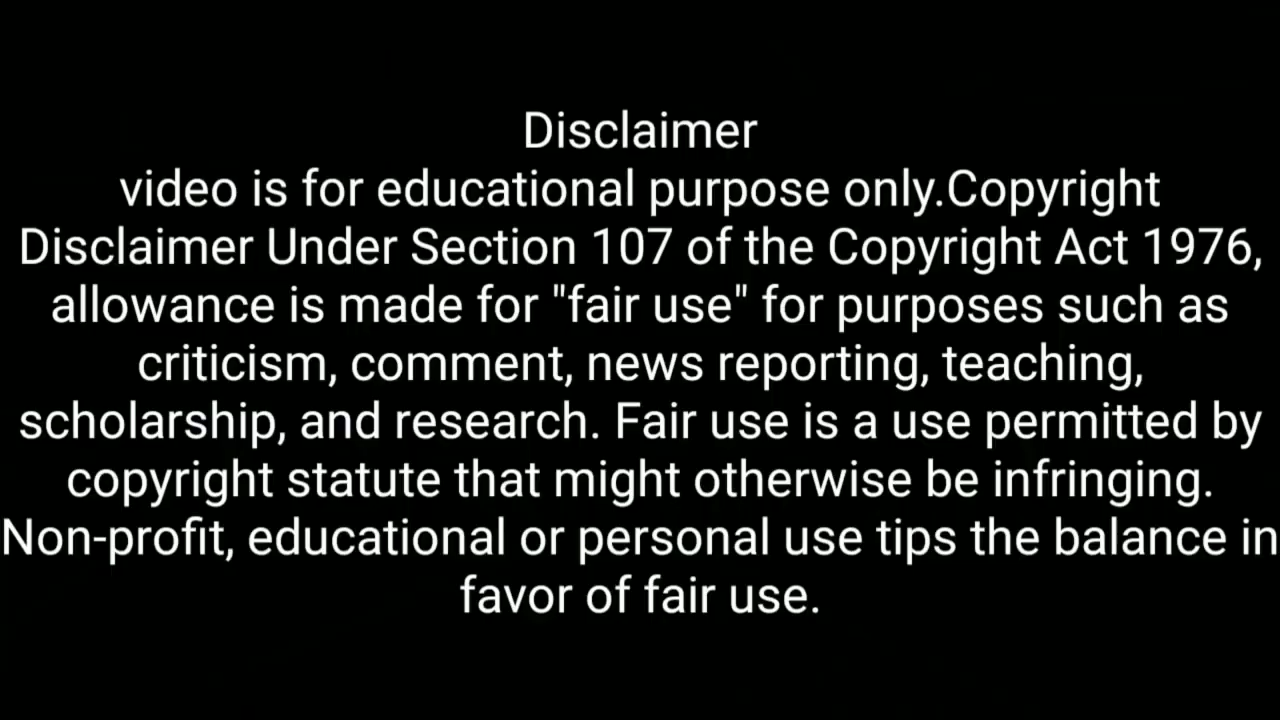 Disclaimer
video is for educational purpose only.Copyright
Disclaimer Under Section 107 of the Copyright Act 1976,
allowance is made for "fair use" for purposes such as
criticism, comment, news reporting, teaching,
scholarship, and research. Fair use is a use permitted by
copyright statute that might otherwise be infringing.
Non-profit, educational or personal use tips the balance in
favor of fair use.